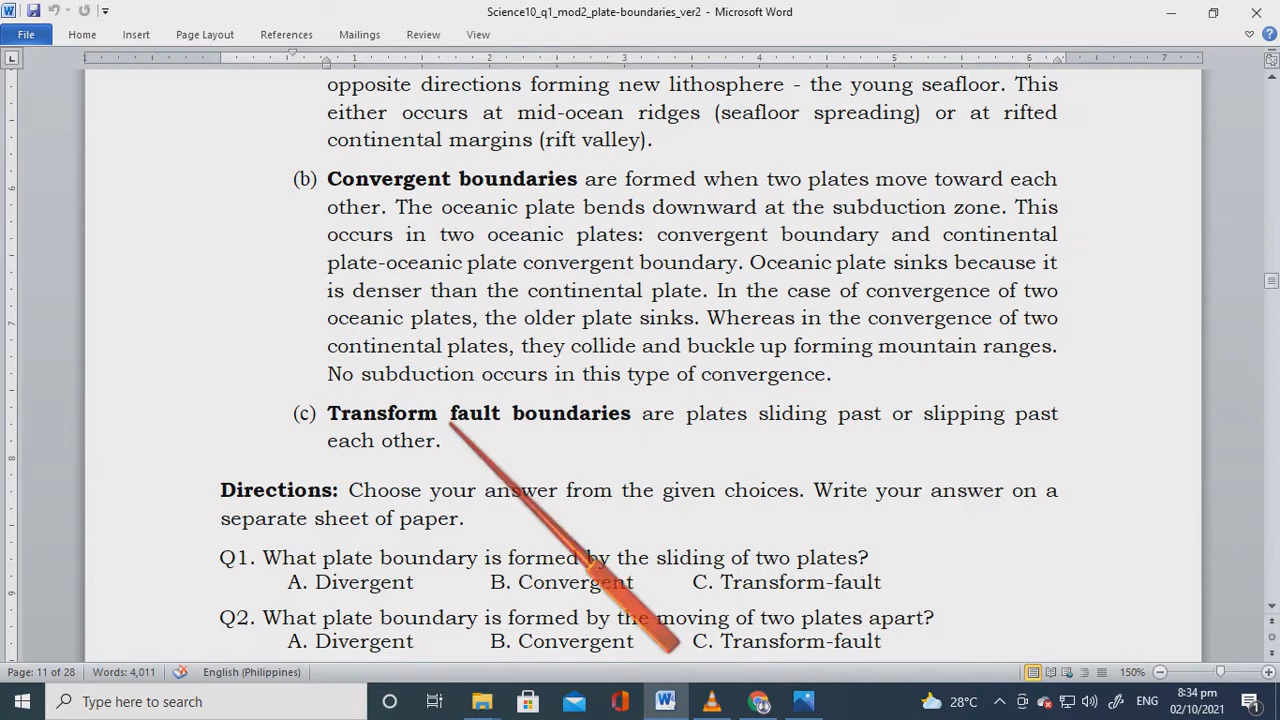 Science10_q1_mod2_plate-boundaries_ver2 - Microsoft Word
File Home Insert Page Layout References Mailings Review View
1 1 2 3 4 5 6 7
opposite directions forming new lithosphere - the young seafloor. This
either occurs at mid-ocean ridges (seafloor spreading) or at rifted
continental margins (rift valley).
(b) Convergent boundaries are formed when two plates move toward each
other. The oceanic plate bends downward at the subduction zone. This
occurs in two oceanic plates: convergent boundary and continental
plate-oceanic plate convergent boundary. Oceanic plate sinks because it
is denser than the continental plate. In the case of convergence of two
oceanic plates, the older plate sinks. Whereas in the convergence of two
continental plates, they collide and buckle up forming mountain ranges.
No subduction occurs in this type of convergence.
(c) Transform fault boundaries are plates sliding past or slipping past
each other.
Directions: Choose your answer from the given choices. Write your answer on a
separate sheet of paper.
Q1. What plate boundary is formed by the sliding of two plates?
A. Divergent B. Convergent C. Transform-fault
Q2. What plate boundary is formed by the moving of two plates apart?
A. Divergent B. Convergent C. Transform-fault
Page: 11 of 28 Words: 4,011 English (Philippines) 150%
Type here to search 28°C ENG 8:34 pm
02/10/2021